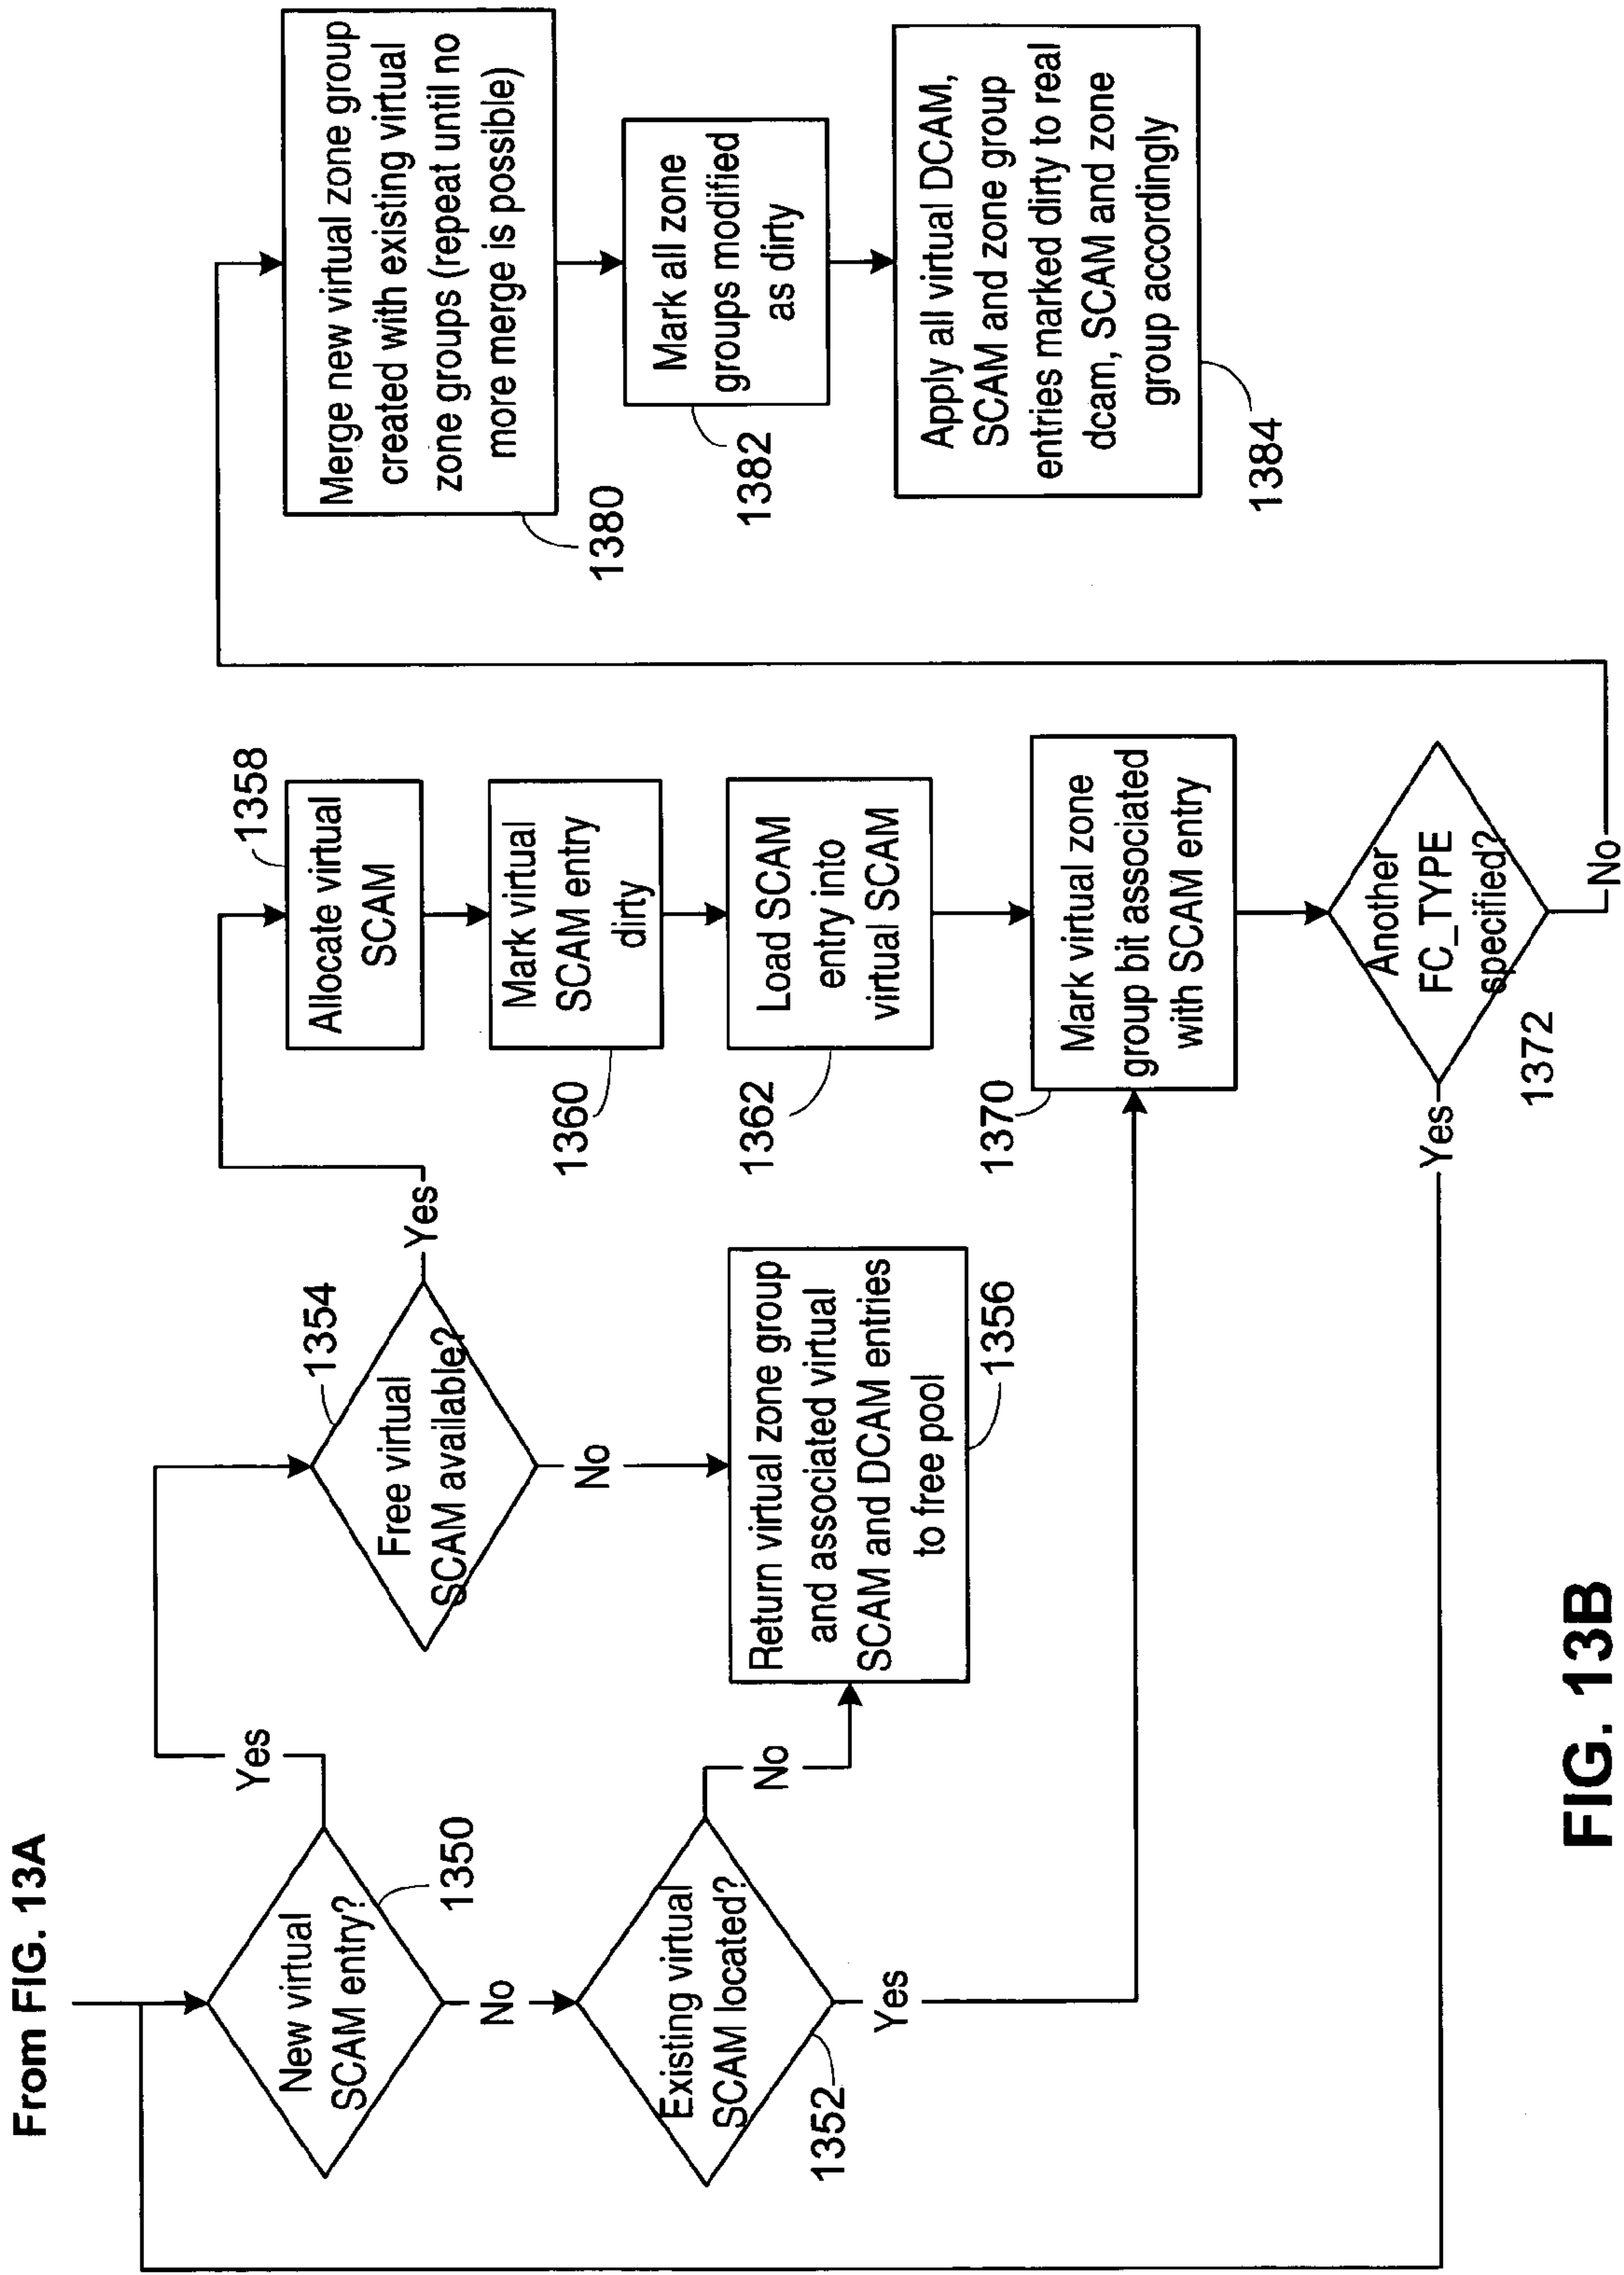 From FIG. 13A
New virtual
SCAM entry?
1350
Yes
No
Existing virtual
SCAM located?
1352
No
Yes
Free virtual
SCAM available?
1354
Yes
No
Return virtual zone group
and associated virtual
SCAM and DCAM entries
to free pool
1356
Allocate virtual
SCAM
1358
Mark virtual
SCAM entry
dirty
1360
Load SCAM
entry into
virtual SCAM
1362
Mark virtual zone
group bit associated
with SCAM entry
1370
Another
FC_TYPE
specified?
1372
Yes
No
Merge new virtual zone group
created with existing virtual
zone groups (repeat until no
more merge is possible)
1380
Mark all zone
groups modified
as dirty
1382
Apply all virtual DCAM,
SCAM and zone group
entries marked dirty to real
dcam, SCAM and zone
group accordingly
1384
FIG. 13B